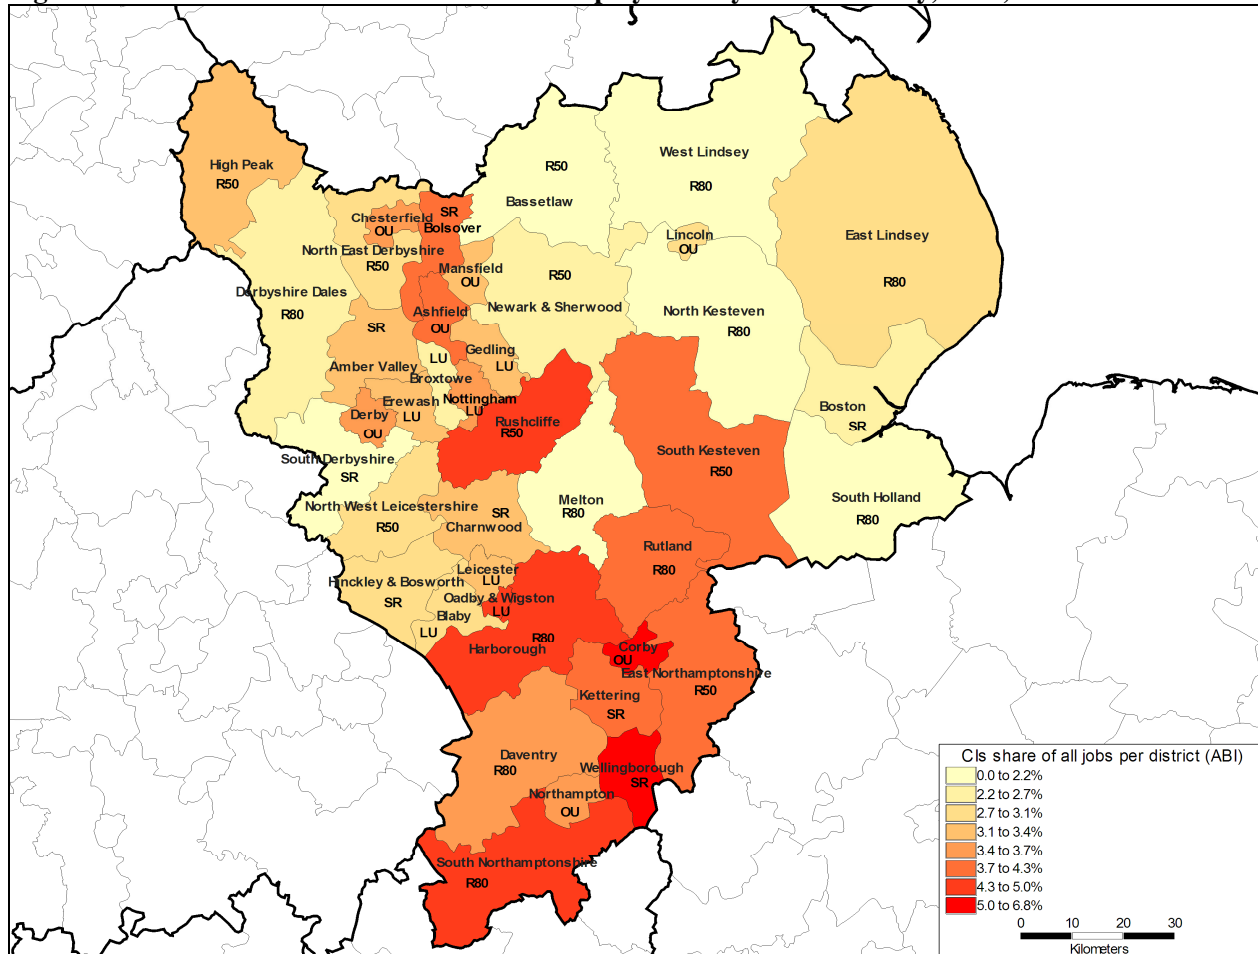 High Peak
R50
R50
Bassetlaw
West Lindsey
R80
Chesterfield
OU
SR
Bolsover
Lincoln
OU
East Lindsey
R80
North East Derbyshire
R50
Mansfield
OU
R50
Newark & Sherwood
Derbyshire Dales
R80
North Kesteven
R80
Ashfield
OU
SR
Amber Valley
LU
Broxtowe
Gedling
LU
Erewash
LU
Nottingham
LU
Derby
OU
Rushcliffe
R50
Boston
SR
South Kesteven
R50
South Derbyshire
SR
Melton
R80
South Holland
R80
North West Leicestershire
R50
SR
Charnwood
Rutland
R80
Hinckley & Bosworth
SR
Leicester
LU
Oadby & Wigston
LU
Blaby
LU
R80
Harborough
Corby
OU
East Northamptonshire
R50
Kettering
SR
Daventry
R80
Wellingborough
SR
Northampton
OU
South Northamptonshire
R80
CIs share of all jobs per district (ABI)
0.0 to 2.2%
2.2 to 2.7%
2.7 to 3.1%
3.1 to 3.4%
3.4 to 3.7%
3.7 to 4.3%
4.3 to 5.0%
5.0 to 6.8%
0 10 20 30
Kilometers